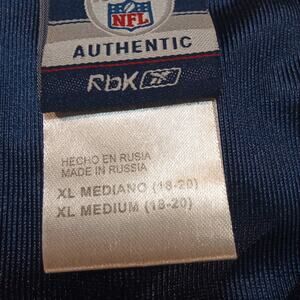 NFL
AUTHENTIC
RbK
HECHO EN RUSIA
MADE IN RUSSIA
XL MEDIANO (18-20)
XL MEDIUM (18-20)